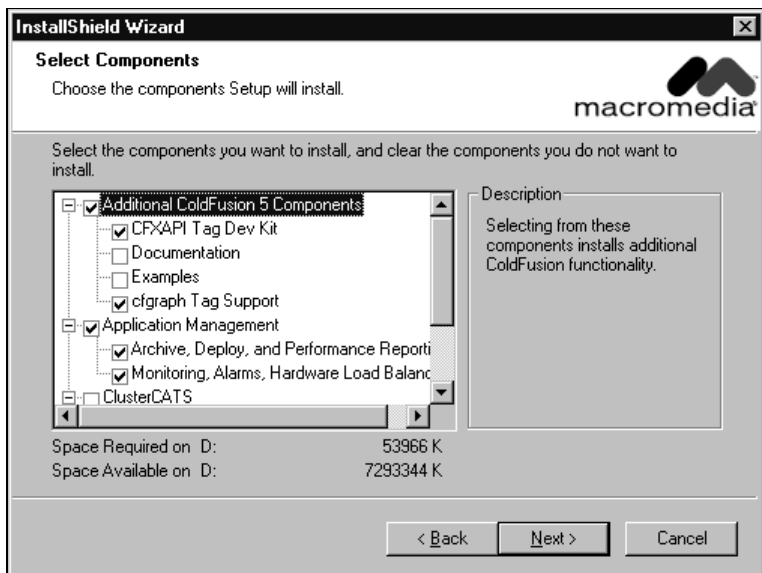 InstallShield Wizard
Select Components
Choose the components Setup will install.
macromedia
Select the components you want to install, and clear the components you do not want to
install.
Additional ColdFusion 5 Components
CFXAPI Tag Dev Kit
Documentation
Examples
cfgraph Tag Support
Application Management
Archive, Deploy, and Performance Reporti
Monitoring, Alarms, Hardware Load Balanc
ClusterCATS
Description
Selecting from these
components installs additional
ColdFusion functionality.
Space Required on D: 53966 K
Space Available on D: 7293344 K
< Back Next > Cancel